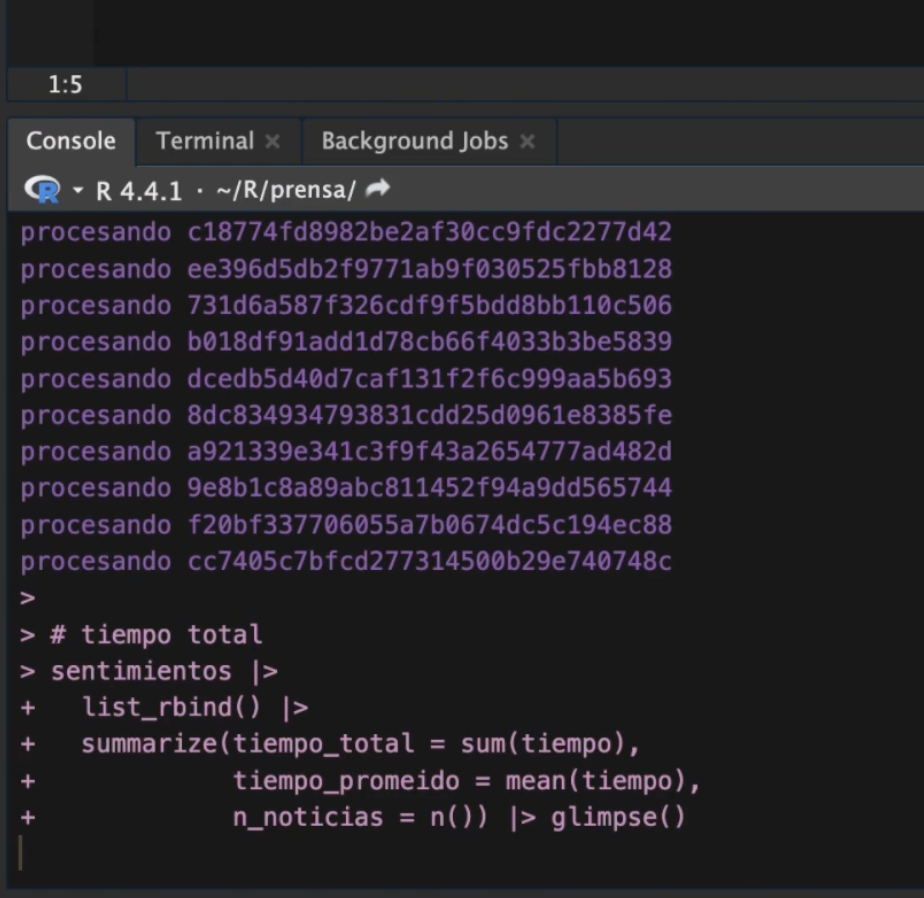 1:5
Console Terminal × Background Jobs ×
R R 4.4.1 · ~/R/prensa/
procesando c18774fd8982be2af30cc9fdc2277d42
procesando ee396d5db2f9771ab9f030525fbb8128
procesando 731d6a587f326cdf9f5bdd8bb110c506
procesando b018df91add1d78cb66f4033b3be5839
procesando dcedb5d40d7caf131f2f6c999aa5b693
procesando 8dc834934793831cdd25d0961e8385fe
procesando a921339e341c3f9f43a2654777ad482d
procesando 9e8b1c8a89abc811452f94a9dd565744
procesando f20bf337706055a7b0674dc5c194ec88
procesando cc7405c7bfcd277314500b29e740748c
>
> # tiempo total
> sentimientos |>
+   list_rbind() |>
+   summarize(tiempo_total = sum(tiempo),
+             tiempo_promeido = mean(tiempo),
+             n_noticias = n()) |> glimpse()